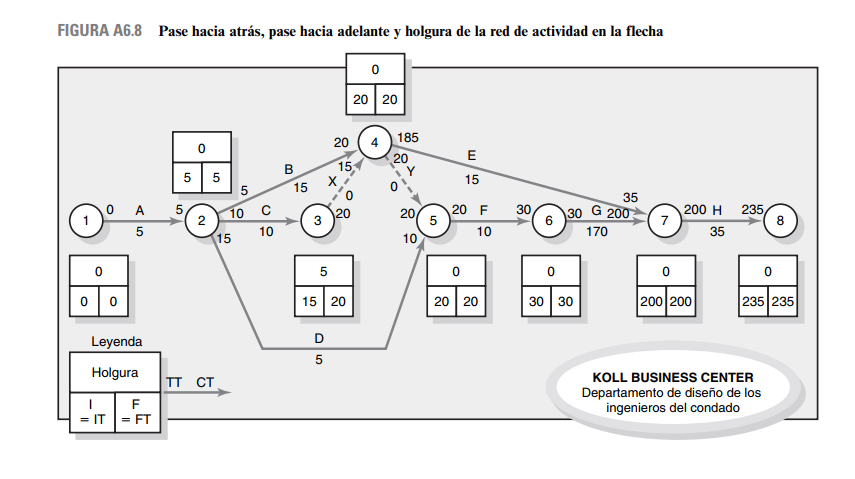 FIGURA A6.8 Pase hacia atrás, pase hacia adelante y holgura de la red de actividad en la flecha
0
20 20
0
5 5
20 4 185
15 20
B
15
5
X
0
Y
0
E
15
35
1 0 A 5
5
2
10 C
10
3 20
20 5 20 F 30
10
6 30 G 200
170
7 200 H 235
35
8
15
10
D
5
0
0 0
5
15 20
0
20 20
0
30 30
0
200 200
0
235 235
Leyenda
Holgura
I
= IT
F
= FT
TT CT
KOLL BUSINESS CENTER
Departamento de diseño de los
ingenieros del condado